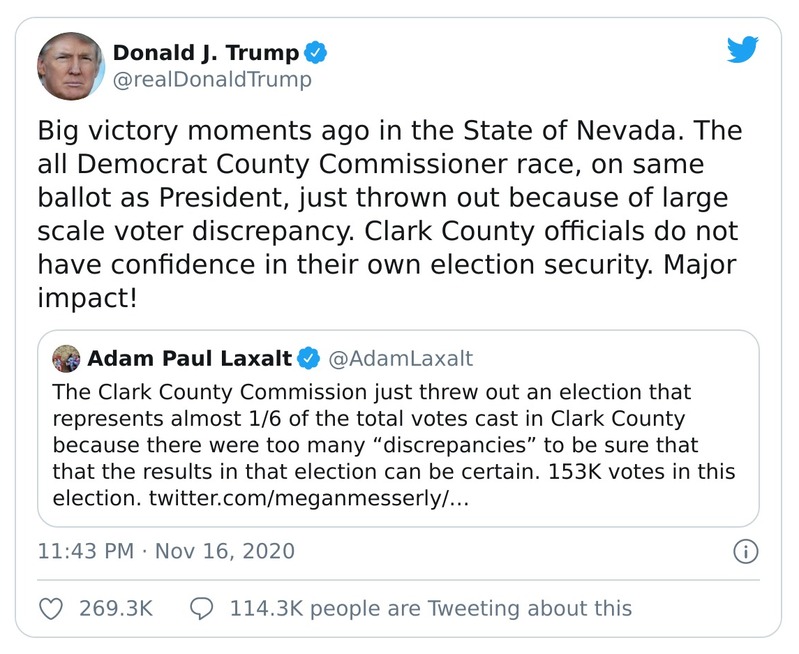 Donald J. Trump
@realDonaldTrump
Big victory moments ago in the State of Nevada. The
all Democrat County Commissioner race, on same
ballot as President, just thrown out because of large
scale voter discrepancy. Clark County officials do not
have confidence in their own election security. Major
impact!
Adam Paul Laxalt @AdamLaxalt
The Clark County Commission just threw out an election that
represents almost 1/6 of the total votes cast in Clark County
because there were too many “discrepancies” to be sure that
that the results in that election can be certain. 153K votes in this
election. twitter.com/meganmesserly/…
11:43 PM · Nov 16, 2020
269.3K 114.3K people are Tweeting about this